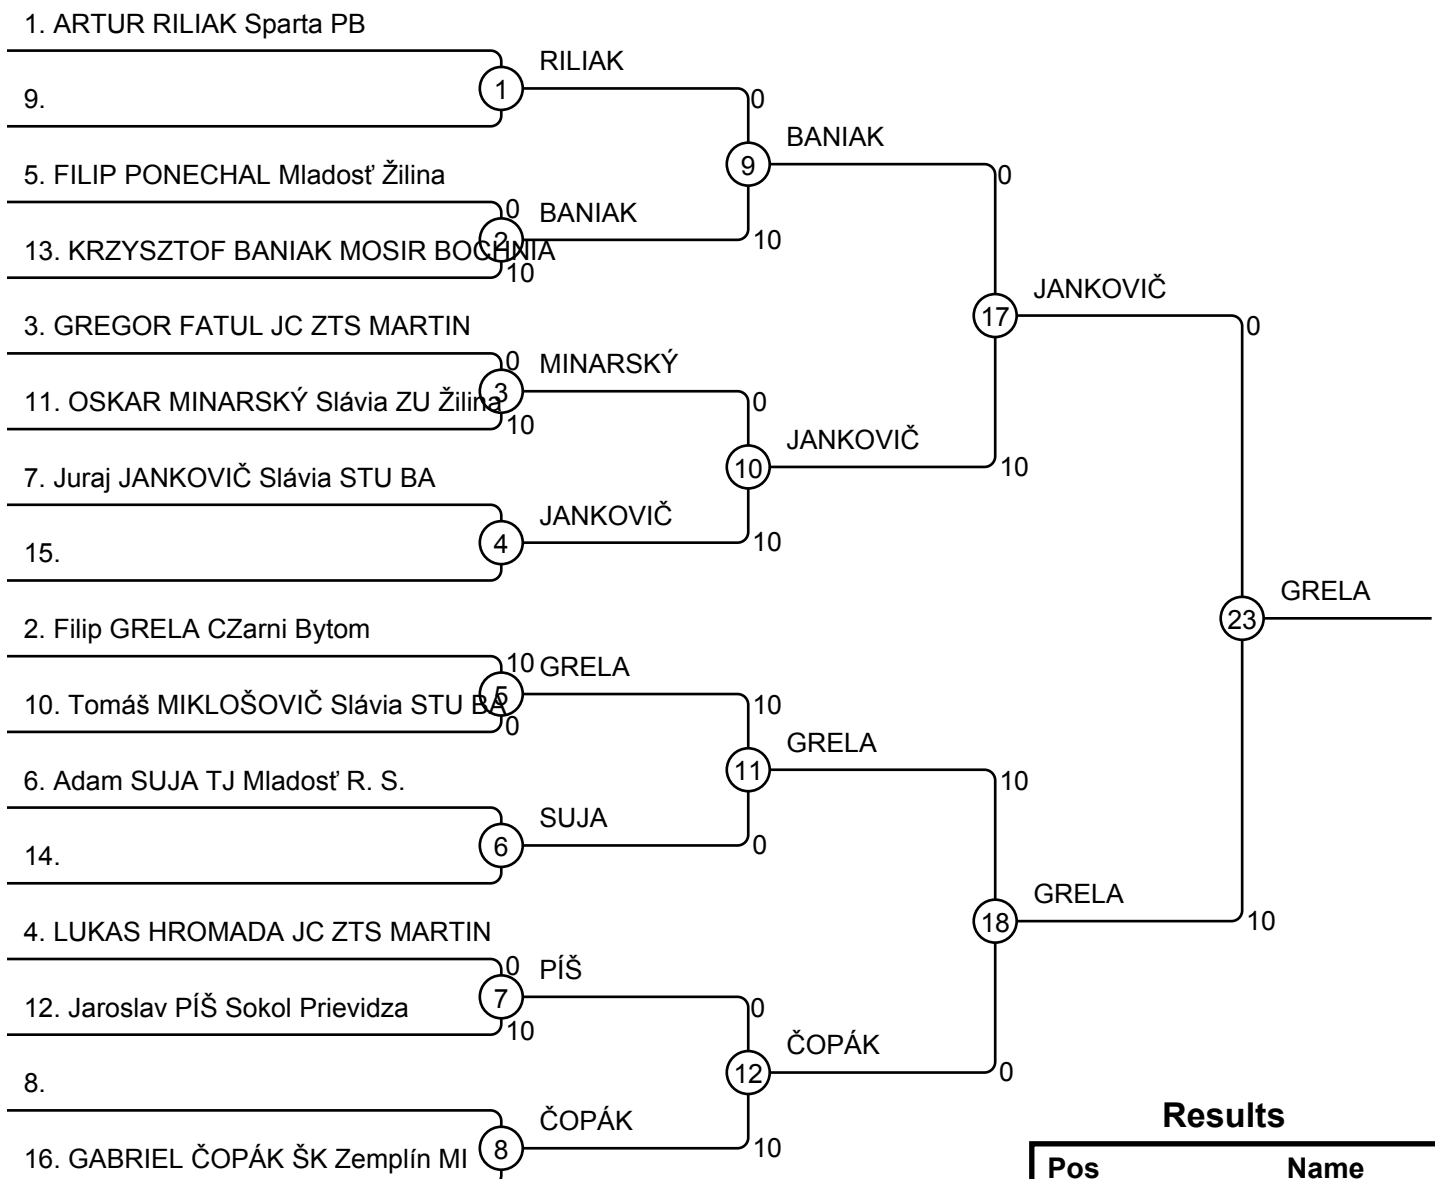 1. ARTUR RILIAK Sparta PB
RILIAK
1
9.
0
BANIAK
5. FILIP PONECHAL Mladosť Žilina
9
0
0
BANIAK
2
10
13. KRZYSZTOF BANIAK MOSIR BOCHNIA
10
JANKOVIČ
3. GREGOR FATUL JC ZTS MARTIN
17
0
0
MINARSKÝ
3
11. OSKAR MINARSKÝ Slávia ZU Žilina
0
10
JANKOVIČ
10
10
7. Juraj JANKOVIČ Slávia STU BA
JANKOVIČ
4
10
15.
GRELA
23
2. Filip GRELA CZarni Bytom
10
GRELA
5
10. Tomáš MIKLOŠOVIČ Slávia STU BA
10
0
GRELA
11
6. Adam SUJA TJ Mladosť R. S.
10
SUJA
6
0
14.
GRELA
18
10
4. LUKAS HROMADA JC ZTS MARTIN
0
PÍŠ
7
12. Jaroslav PÍŠ Sokol Prievidza
0
10
ČOPÁK
12
0
8.
ČOPÁK
8
10
16. GABRIEL ČOPÁK ŠK Zemplín MI
Results
Pos Name